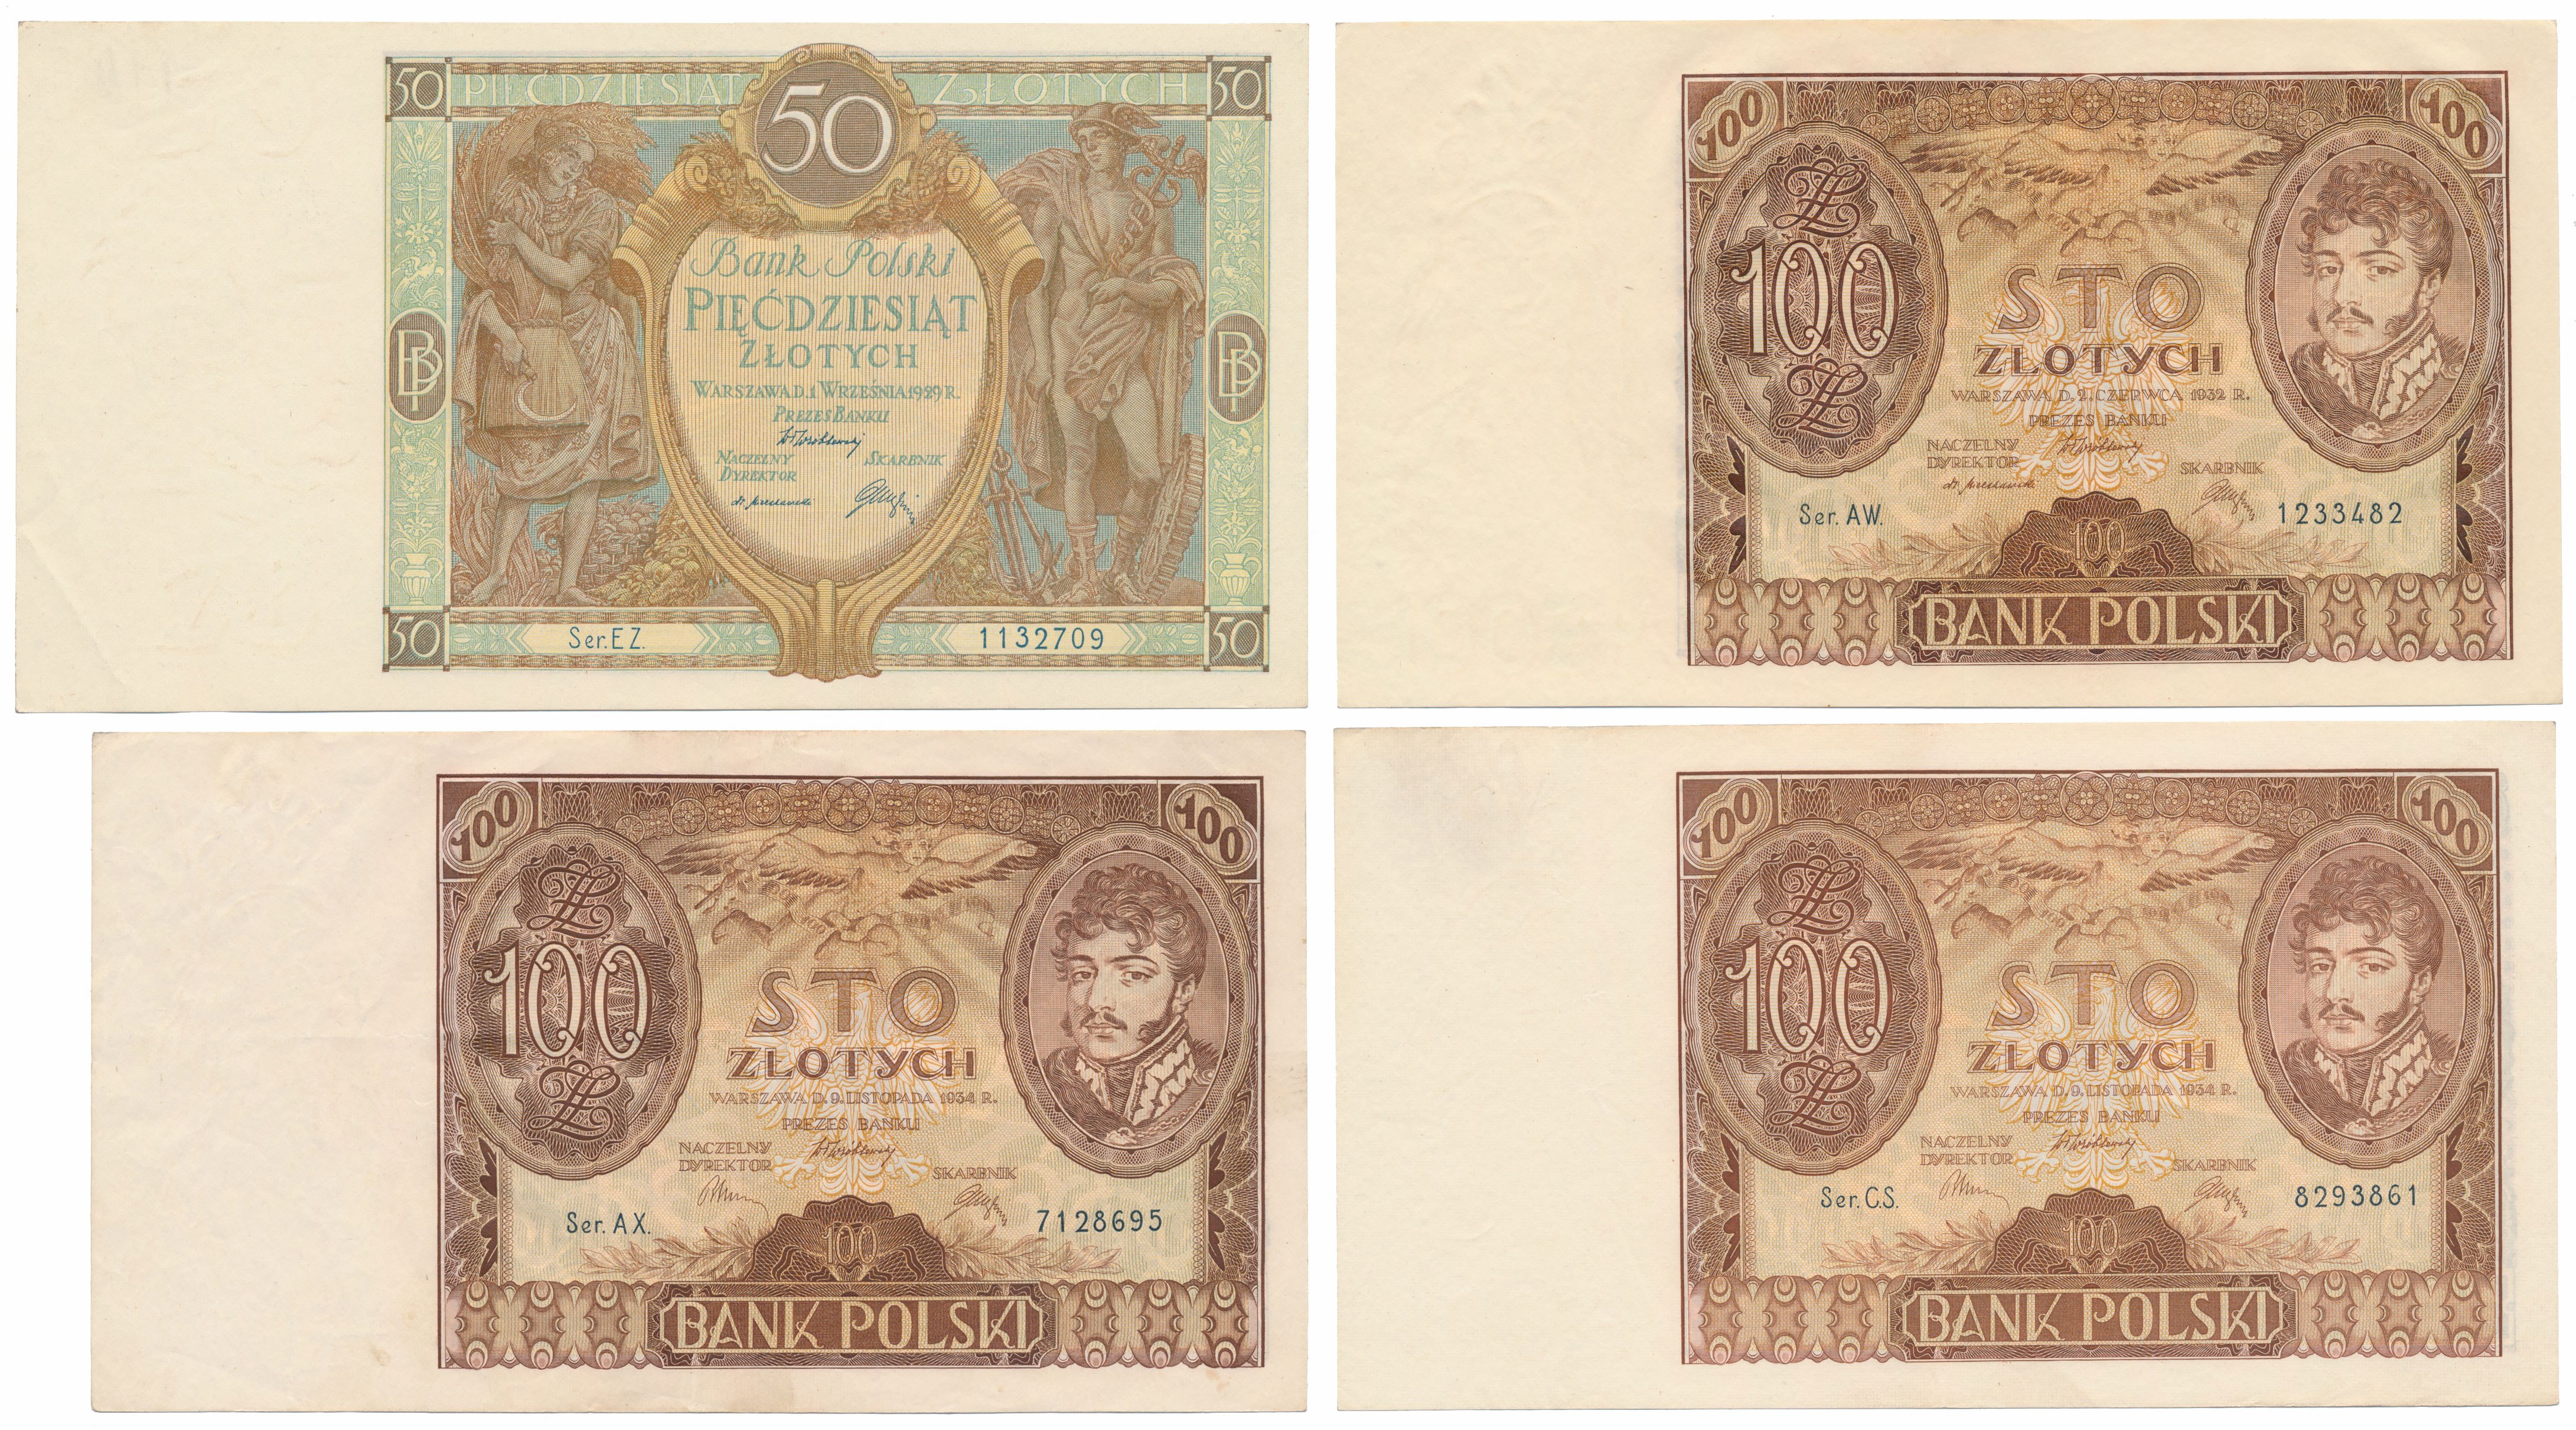 50 PIĘĆDZIESIĄT 50 ZŁOTYCH 50
Bank Polski
PIĘĆDZIESIĄT
ZŁOTYCH
WARSZAWA D. 1 WRZEŚNIA 1929 R.
PREZES BANKU
NACZELNY SKARBNIK
DYREKTOR
BP BP
50 Ser. EZ. 1132709 50
100 100
100
STO
ZŁOTYCH
WARSZAWA D. 2. CZERWCA 1932 R.
PREZES BANKU
NACZELNY
DYREKTOR SKARBNIK
Ser. AW. 1233482
100
BANK POLSKI
100 100
100
STO
ZŁOTYCH
WARSZAWA D. 9. LISTOPADA 1934 R.
PREZES BANKU
NACZELNY
DYREKTOR SKARBNIK
Ser. AX. 7128695
100
BANK POLSKI
100 100
100
STO
ZŁOTYCH
WARSZAWA D. 9. LISTOPADA 1934 R.
PREZES BANKU
NACZELNY
DYREKTOR SKARBNIK
Ser. C.S. 8293861
100
BANK POLSKI